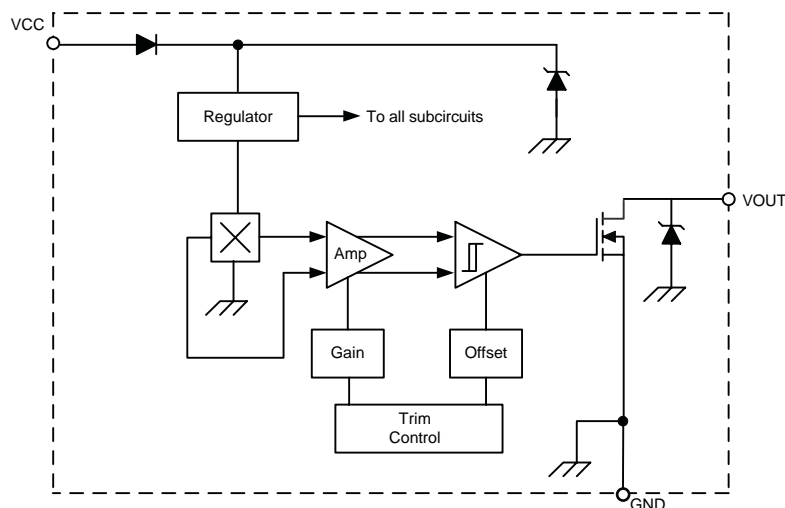 VCC
Regulator
To all subcircuits
VOUT
Amp
Gain
Offset
Trim
Control
GND